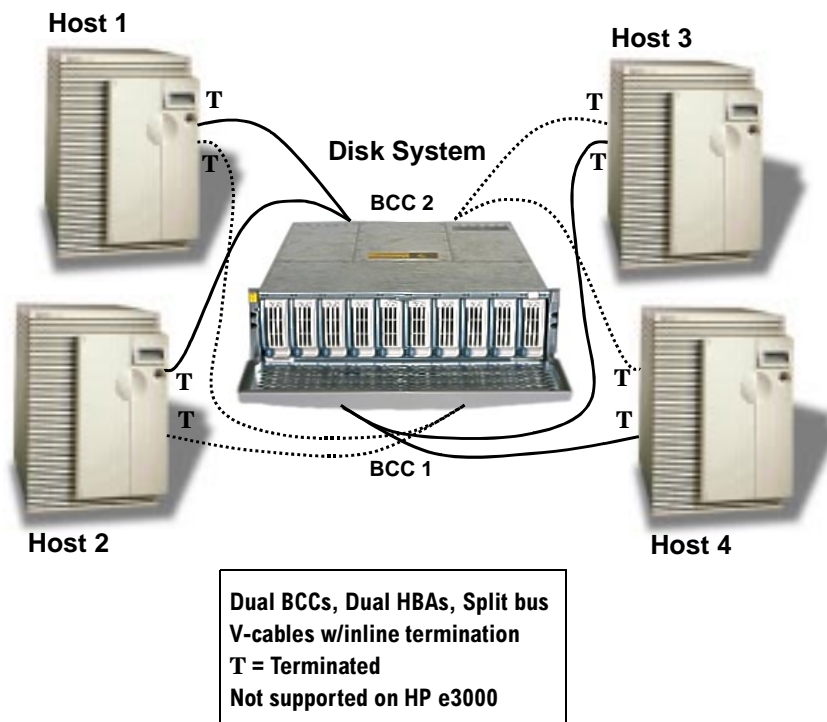 Host 1
Host 3
T
T
T
T
Disk System
BCC 2
T
T
T
T
BCC 1
Host 2
Host 4
Dual BCCs, Dual HBAs, Split bus
V-cables w/inline termination
T = Terminated
Not supported on HP e3000